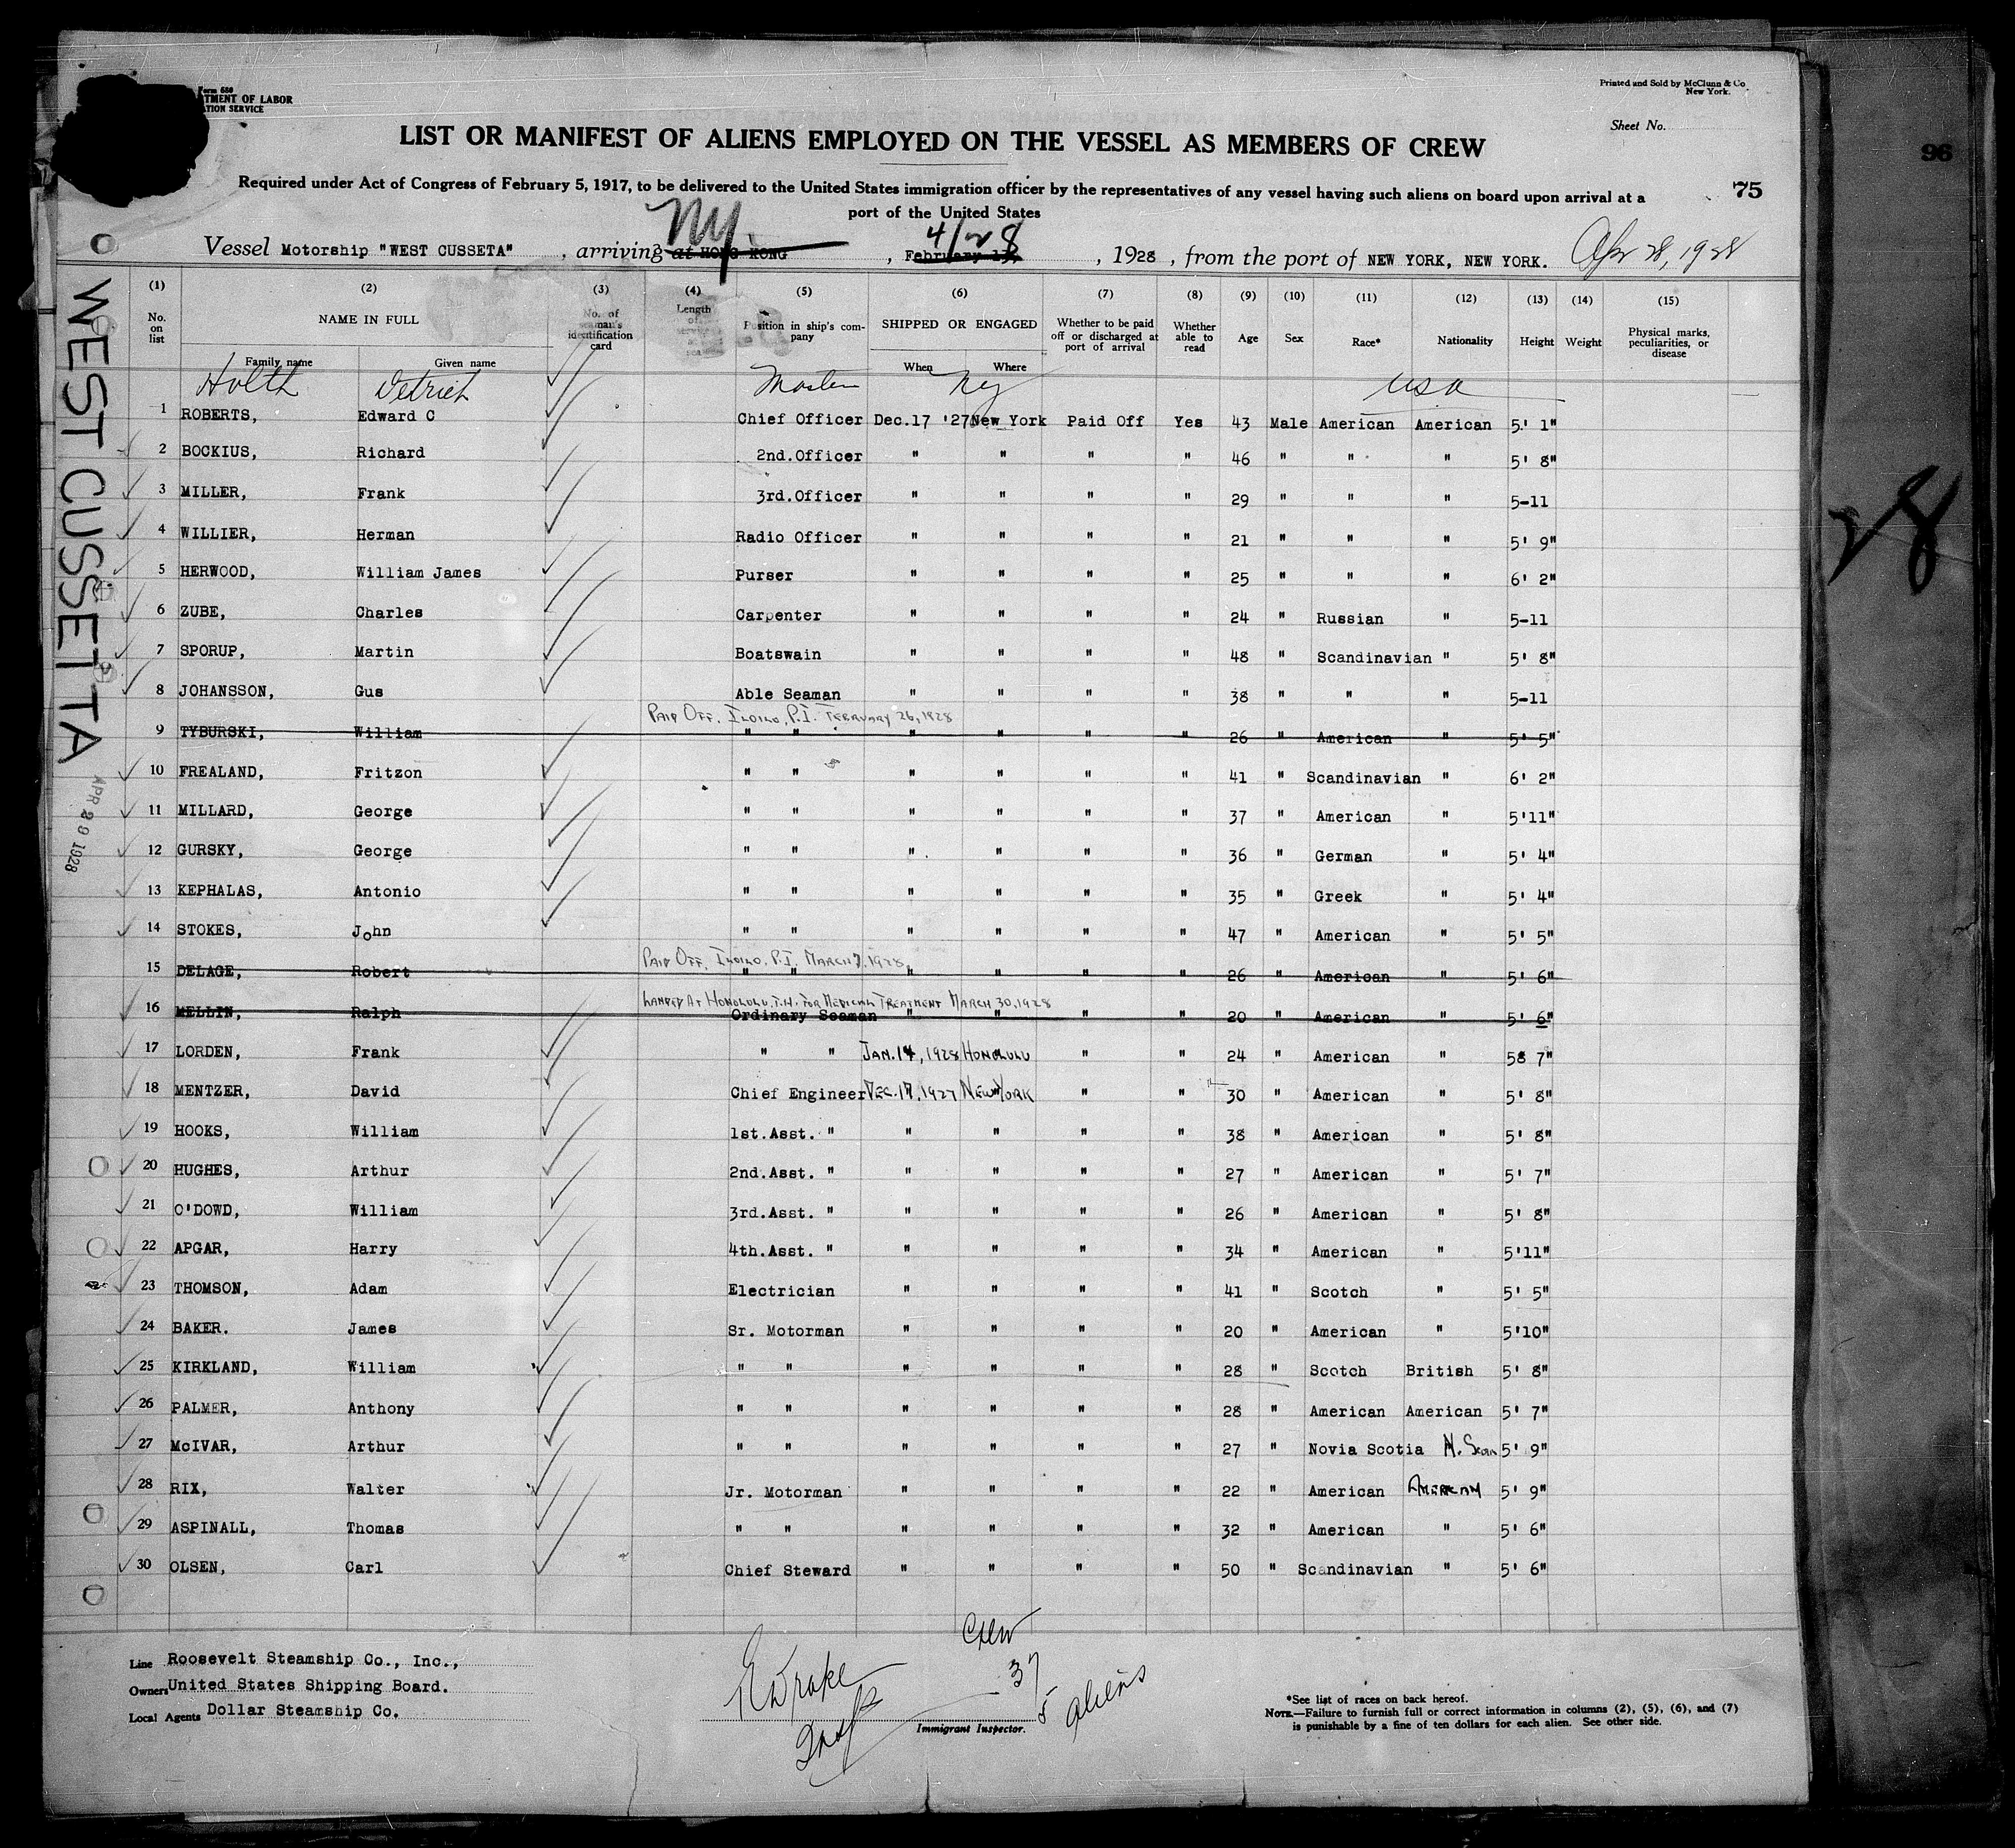 Form 680
TMENT OF LABOR
ATION SERVICE
Printed and Sold by McClunn & Co
New York.
Sheet No.
LIST OR MANIFEST OF ALIENS EMPLOYED ON THE VESSEL AS MEMBERS OF CREW
96
Required under Act of Congress of February 5, 1917, to be delivered to the United States immigration officer by the representatives of any vessel having such aliens on board upon arrival at a
75
port of the United States
NY. 4/28
Vessel Motorship "WEST CUSSETA" , arriving at HONG KONG , February 13, , 1928 , from the port of NEW YORK, NEW YORK. Apr 28, 1928
WEST CUSSETTA
APR 28 1928
28
(1) (2) (3) (4) (5) (6) (7) (8) (9) (10) (11) (12) (13) (14) (15)
No. on list NAME IN FULL Family name Given name No. of seaman's identification card Length of service at sea Position in ship's company SHIPPED OR ENGAGED When Where Whether to be paid off or discharged at port of arrival Whether able to read Age Sex Race* Nationality Height Weight Physical marks, peculiarities, or disease
Holth Detrich Master NY USA
1 ROBERTS, Edward C Chief Officer Dec.17 '27 New York Paid Off Yes 43 Male American American 5' 1"
2 BOCKIUS, Richard 2nd.Officer " " " " 46 " " " 5' 8"
3 MILLER, Frank 3rd.Officer " " " " 29 " " " 5-11
4 WILLIER, Herman Radio Officer " " " " 21 " " " 5' 9"
5 HERWOOD, William James Purser " " " " 25 " " " 6' 2"
6 ZUBE, Charles Carpenter " " " " 24 " Russian " 5-11
7 SPORUP, Martin Boatswain " " " " 48 " Scandinavian " 5' 8"
8 JOHANSSON, Gus Able Seaman " " " " 38 " " " 5-11
PAID OFF. ILOILO, P.I. FEBRUARY 26, 1928
9 TYBURSKI, William " " " " " " 26 " American " 5' 5"
10 FREALAND, Fritzon " " " " " " 41 " Scandinavian " 6' 2"
11 MILLARD, George " " " " " " 37 " American " 5'11"
12 GURSKY, George " " " " " " 36 " German " 5' 4"
13 KEPHALAS, Antonio " " " " " " 35 " Greek " 5' 4"
14 STOKES, John " " " " " " 47 " American " 5' 5"
PAID OFF. ILOILO. P.I. MARCH 7, 1928.
15 DELAGE, Robert " " " " " " 26 " American " 5' 6"
LANDED AT HONOLULU, T.H. FOR MEDICAL TREATMENT MARCH 30, 1928
16 MELLIN, Ralph Ordinary Seaman " " " " 20 " American " 5' 6"
17 LORDEN, Frank " " JAN. 14, 1928 HONOLULU " " 24 " American " 58 7"
18 MENTZER, David Chief Engineer DEC. 17, 1927 NEW YORK " " 30 " American " 5' 8"
19 HOOKS, William 1st.Asst. " " " " " 38 " American " 5' 8"
20 HUGHES, Arthur 2nd.Asst. " " " " " 27 " American " 5' 7"
21 O'DOWD, William 3rd.Asst. " " " " " 26 " American " 5' 8"
22 APGAR, Harry 4th.Asst. " " " " " 34 " American " 5'11"
23 THOMSON, Adam Electrician " " " " 41 " Scotch " 5' 5"
24 BAKER. James Sr. Motorman " " " " 20 " American " 5'10"
25 KIRKLAND, William " " " " " " 28 " Scotch British 5' 8"
26 PALMER, Anthony " " " " " " 28 " American American 5' 7"
27 McIVAR, Arthur " " " " " " 27 " Novia Scotia N. Scotia 5' 9"
28 RIX, Walter Jr. Motorman " " " " 22 " American AMERICAN 5' 9"
29 ASPINALL, Thomas " " " " " " 32 " American " 5' 6"
30 OLSEN, Carl Chief Steward " " " " 50 " Scandinavian " 5' 6"
Crew 37
5 aliens
Line Roosevelt Steamship Co., Inc.,
Owners United States Shipping Board.
Local Agents Dollar Steamship Co.
Drake
Immigrant Inspector.
*See list of races on back hereof.
NOTE.—Failure to furnish full or correct information in columns (2), (5), (6), and (7)
is punishable by a fine of ten dollars for each alien. See other side.